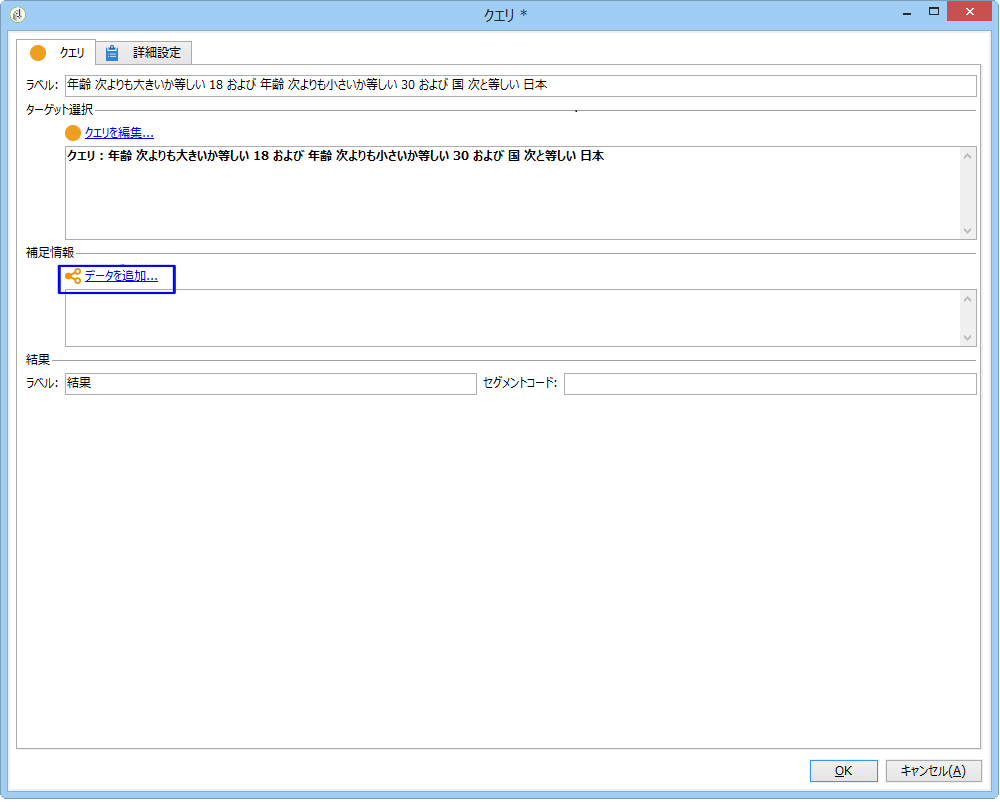 クエリ *
クエリ 詳細設定
ラベル: 年齢 次よりも大きいか等しい 18 および 年齢 次よりも小さいか等しい 30 および 国 次と等しい 日本
ターゲット選択
クエリを編集...
クエリ : 年齢 次よりも大きいか等しい 18 および 年齢 次よりも小さいか等しい 30 および 国 次と等しい 日本
補足情報
データを追加...
結果
ラベル: 結果 セグメントコード:
OK キャンセル(A)